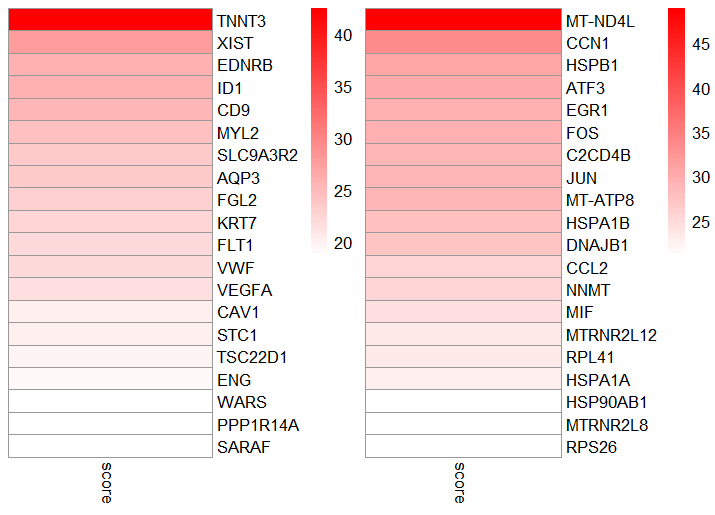 TNNT3
XIST
EDNRB
ID1
CD9
MYL2
SLC9A3R2
AQP3
FGL2
KRT7
FLT1
VWF
VEGFA
CAV1
STC1
TSC22D1
ENG
WARS
PPP1R14A
SARAF
score
40
35
30
25
20
MT-ND4L
CCN1
HSPB1
ATF3
EGR1
FOS
C2CD4B
JUN
MT-ATP8
HSPA1B
DNAJB1
CCL2
NNMT
MIF
MTRNR2L12
RPL41
HSPA1A
HSP90AB1
MTRNR2L8
RPS26
score
45
40
35
30
25